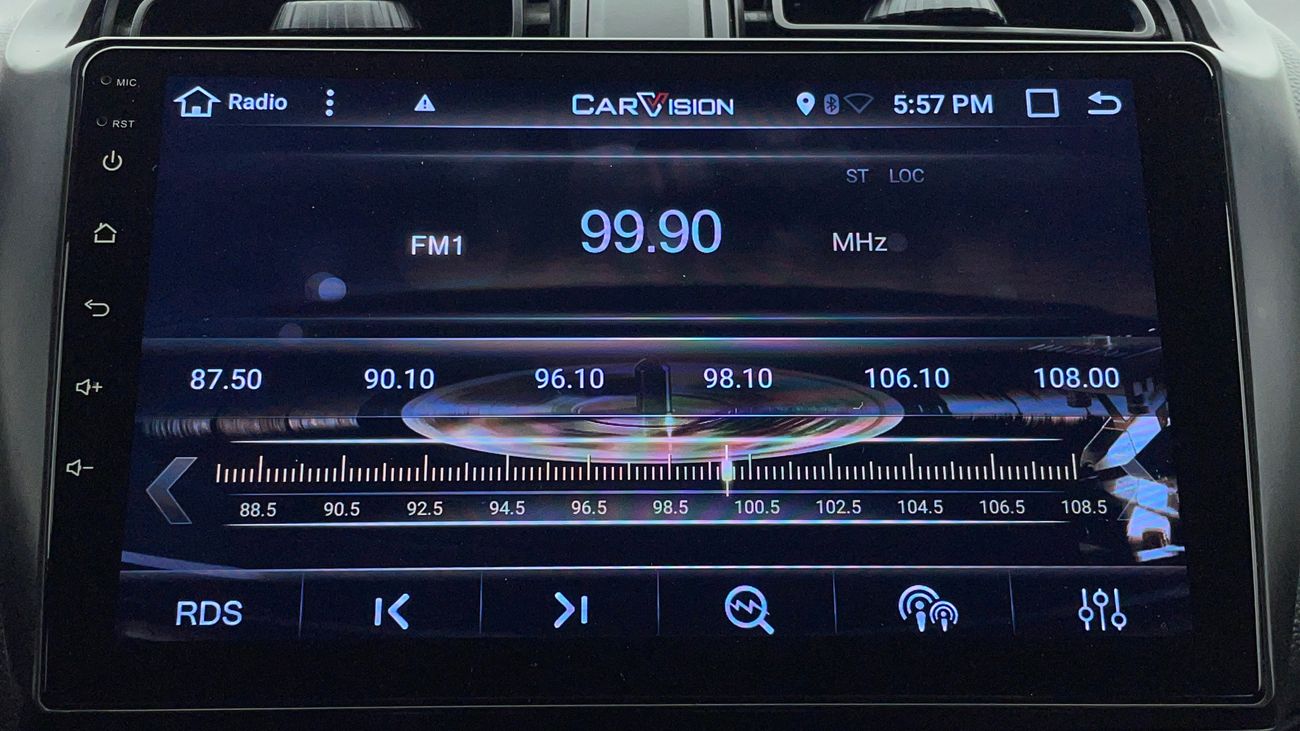 MIC
Radio CARVISION 5:57 PM
RST
ST LOC
FM1 99.90 MHz
87.50 90.10 96.10 98.10 106.10 108.00
88.5 90.5 92.5 94.5 96.5 98.5 100.5 102.5 104.5 106.5 108.5
RDS